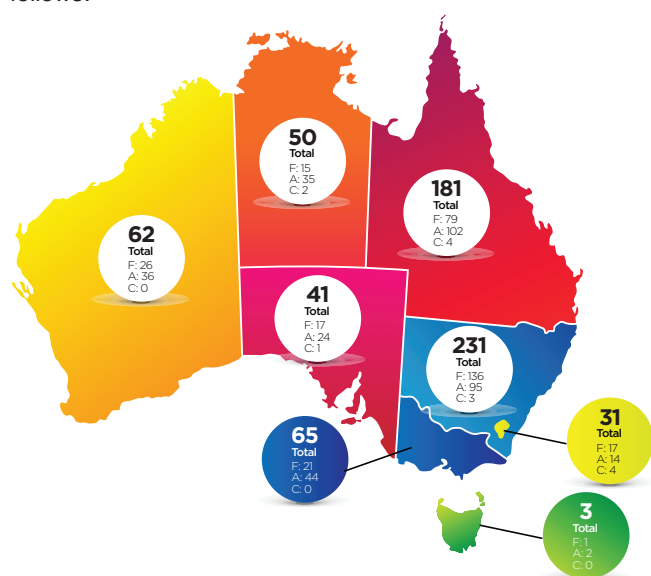 50
Total
F: 15
A: 35
C: 2
181
Total
F: 79
A: 102
C: 4
62
Total
F: 26
A: 36
C: 0
41
Total
F: 17
A: 24
C: 1
231
Total
F: 136
A: 95
C: 3
31
Total
F: 17
A: 14
C: 4
65
Total
F: 21
A: 44
C: 0
3
Total
F: 1
A: 2
C: 0